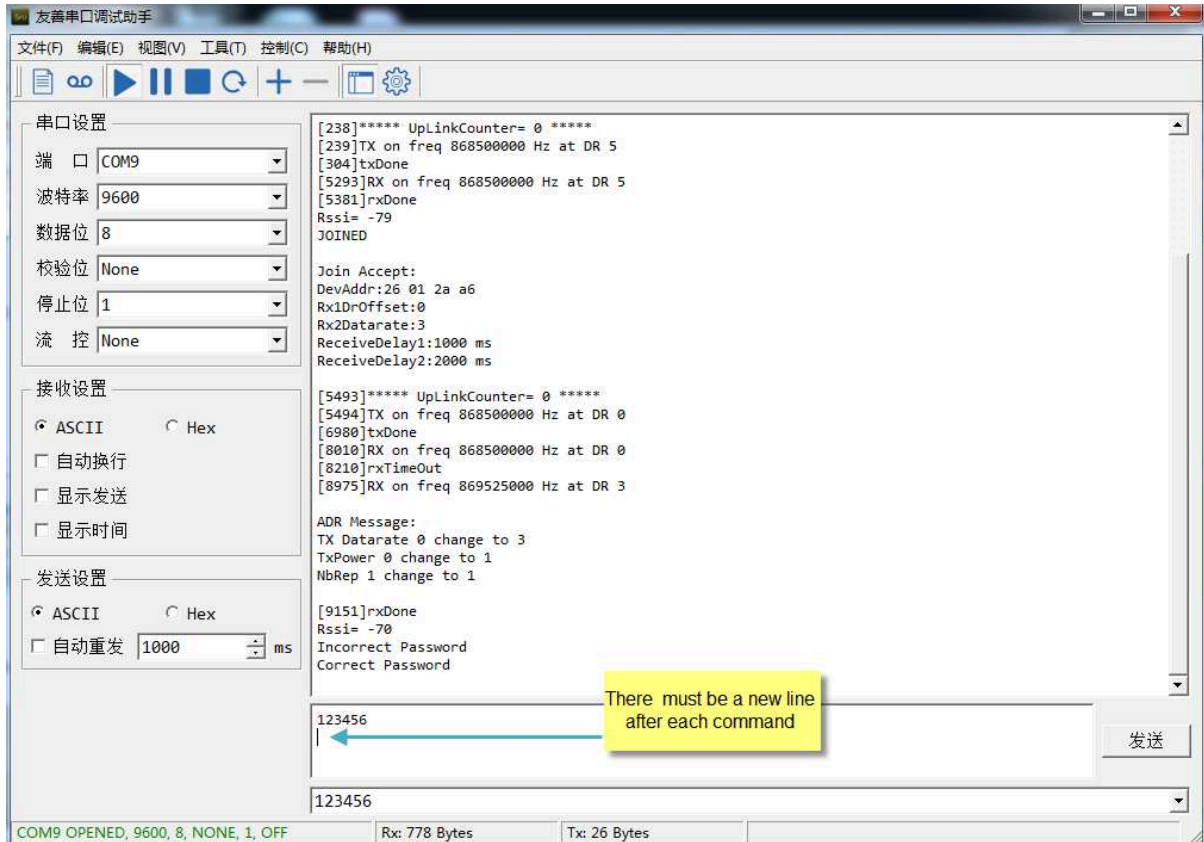 友善串口调试助手
文件(F) 编辑(E) 视图(V) 工具(T) 控制(C) 帮助(H)
串口设置
端 口 COM9
波特率 9600
数据位 8
校验位 None
停止位 1
流 控 None
接收设置
ASCII Hex
自动换行
显示发送
显示时间
发送设置
ASCII Hex
自动重发 1000 ms
[238]***** UpLinkCounter= 0 *****
[239]TX on freq 868500000 Hz at DR 5
[304]txDone
[5293]RX on freq 868500000 Hz at DR 5
[5381]rxDone
Rssi= -79
JOINED
Join Accept:
DevAddr:26 01 2a a6
Rx1DrOffset:0
Rx2Datarate:3
ReceiveDelay1:1000 ms
ReceiveDelay2:2000 ms
[5493]***** UpLinkCounter= 0 *****
[5494]TX on freq 868500000 Hz at DR 0
[6980]txDone
[8010]RX on freq 868500000 Hz at DR 0
[8210]rxTimeOut
[8975]RX on freq 869525000 Hz at DR 3
ADR Message:
TX Datarate 0 change to 3
TxPower 0 change to 1
NbRep 1 change to 1
[9151]rxDone
Rssi= -70
Incorrect Password
Correct Password
There must be a new line
after each command
123456
发送
123456
COM9 OPENED, 9600, 8, NONE, 1, OFF Rx: 778 Bytes Tx: 26 Bytes